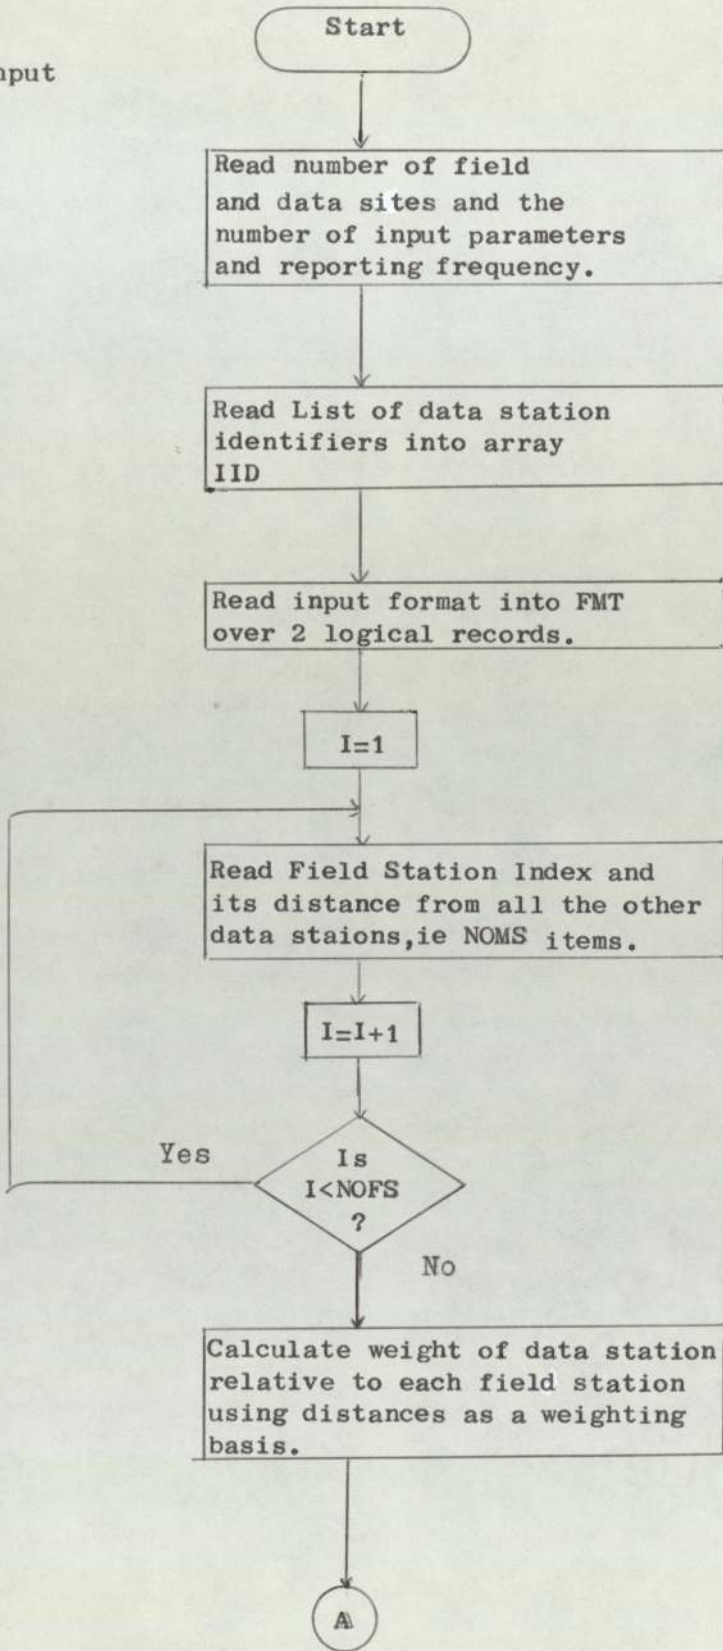 Start
Read number of field
and data sites and the
number of input parameters
and reporting frequency.
Read List of data station
identifiers into array
IID
Read input format into FMT
over 2 logical records.
I=1
Read Field Station Index and
its distance from all the other
data staions,ie NOMS items.
I=I+1
Yes
Is
I<NOFS
?
No
Calculate weight of data station
relative to each field station
using distances as a weighting
basis.
A